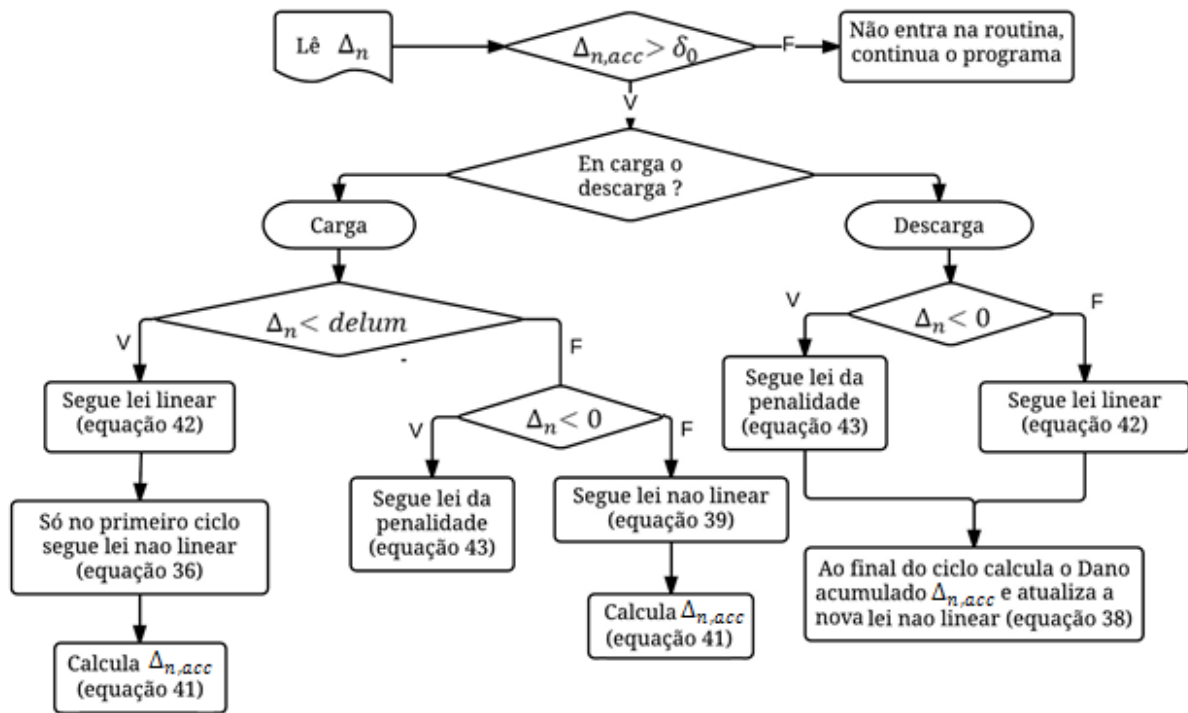 Lê Δn
Δn,acc > δ0
F
Não entra na routina,
continua o programa
V
En carga o
descarga ?
Carga
Descarga
Δn < delum
V
F
Segue lei linear
(equação 42)
Só no primeiro ciclo
segue lei nao linear
(equação 36)
Calcula Δn,acc
(equação 41)
Δn < 0
V
F
Segue lei da
penalidade
(equação 43)
Segue lei nao linear
(equação 39)
Calcula Δn,acc
(equação 41)
Δn < 0
V
F
Segue lei da
penalidade
(equação 43)
Segue lei linear
(equação 42)
Ao final do ciclo calcula o Dano
acumulado Δn,acc e atualiza a
nova lei nao linear (equação 38)